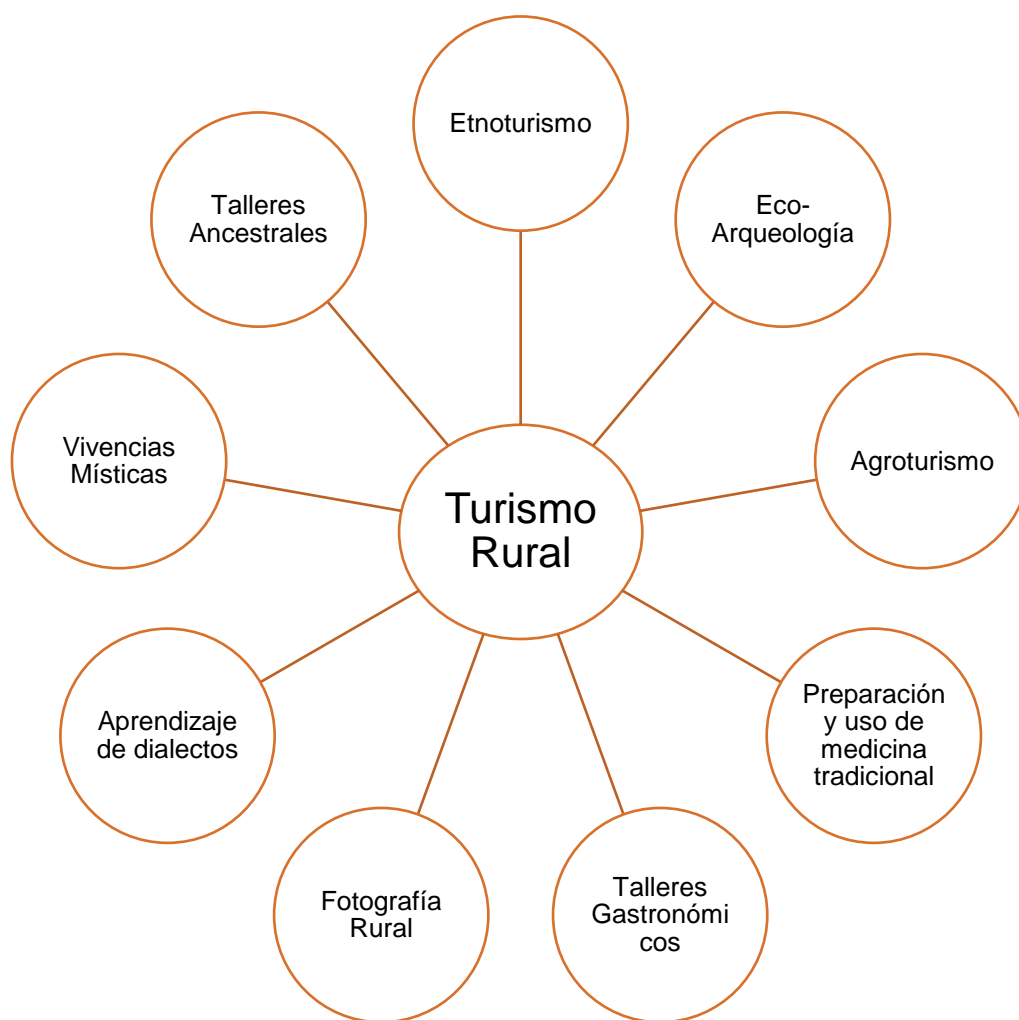 Etnoturismo
Eco-
Arqueología
Agroturismo
Preparación
y uso de
medicina
tradicional
Talleres
Gastronómi
cos
Fotografía
Rural
Aprendizaje
de dialectos
Vivencias
Místicas
Talleres
Ancestrales
Turismo
Rural